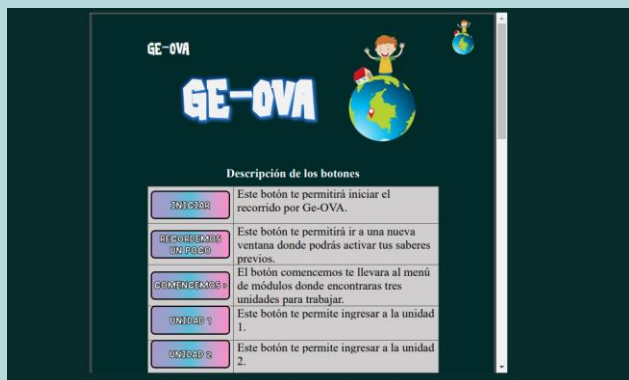 GE-OVA
GE-OVA
Descripción de los botones
INICIAR
Este botón te permitirá iniciar el
recorrido por Ge-OVA.
RECORDEMOS
UN POCO
Este botón te permitirá ir a una nueva
ventana donde podrás activar tus saberes
previos.
COMENCEMOS
El botón comencemos te llevara al menú
de módulos donde encontraras tres
unidades para trabajar.
UNIDAD 1
Este botón te permite ingresar a la unidad
1.
UNIDAD 2
Este botón te permite ingresar a la unidad
2.